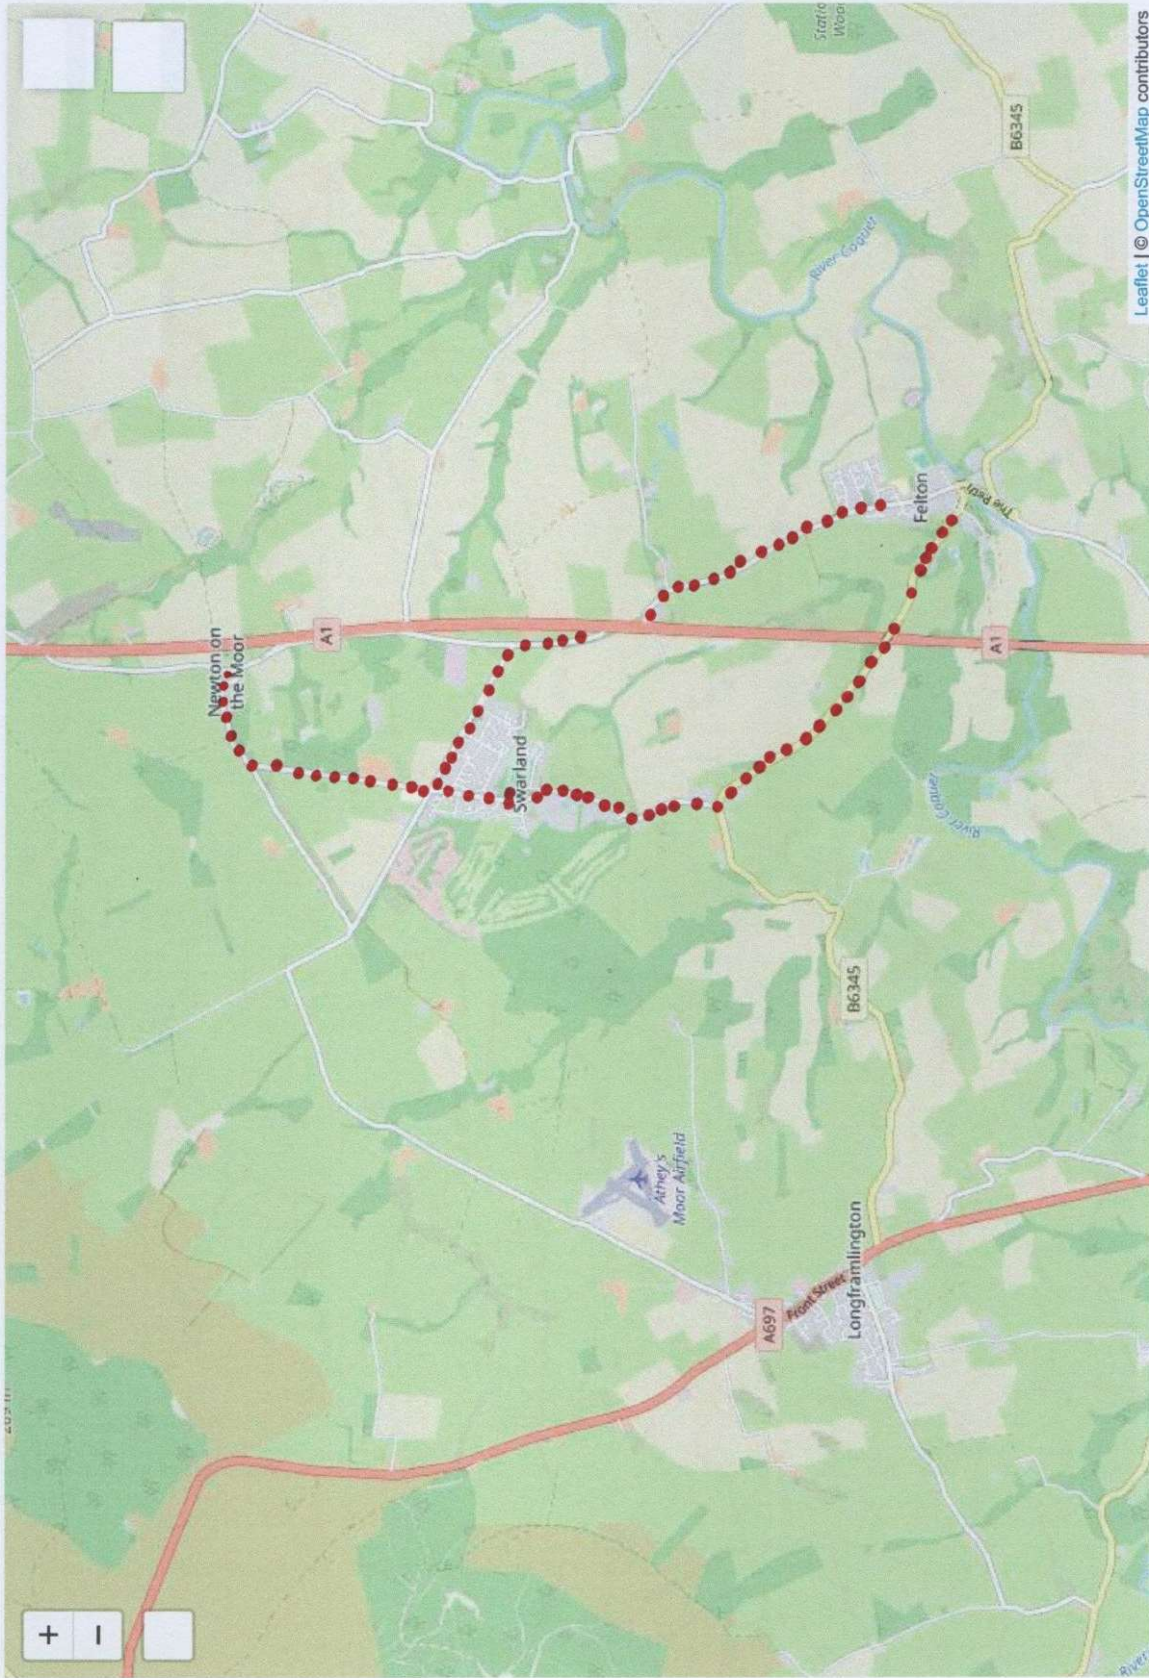 +
−
Newton on
the Moor
A1
Swarland
Athey's
Moor Airfield
A697
Front Street
River Coquet
B6345
Longframlington
Felton
River Coquet
The Peth
A1
B6345
River
Leaflet | © OpenStreetMap contributors